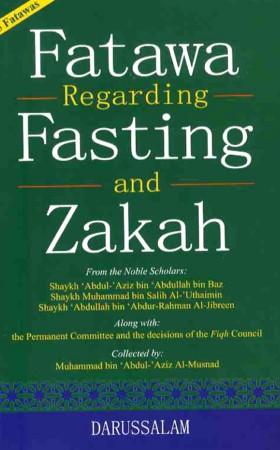 Fatawas
Fatawa
Regarding
Fasting
and
Zakah
From the Noble Scholars:
Shaykh 'Abdul-'Aziz bin 'Abdullah bin Baz
Shaykh Muhammad bin Salih Al-'Uthaimin
Shaykh 'Abdullah bin 'Abdur-Rahman Al-Jibreen
Along with:
the Permanent Committee and the decisions of the Fiqh Council
Collected by:
Muhammad bin 'Abdul-'Aziz Al-Musnad
DARUSSALAM